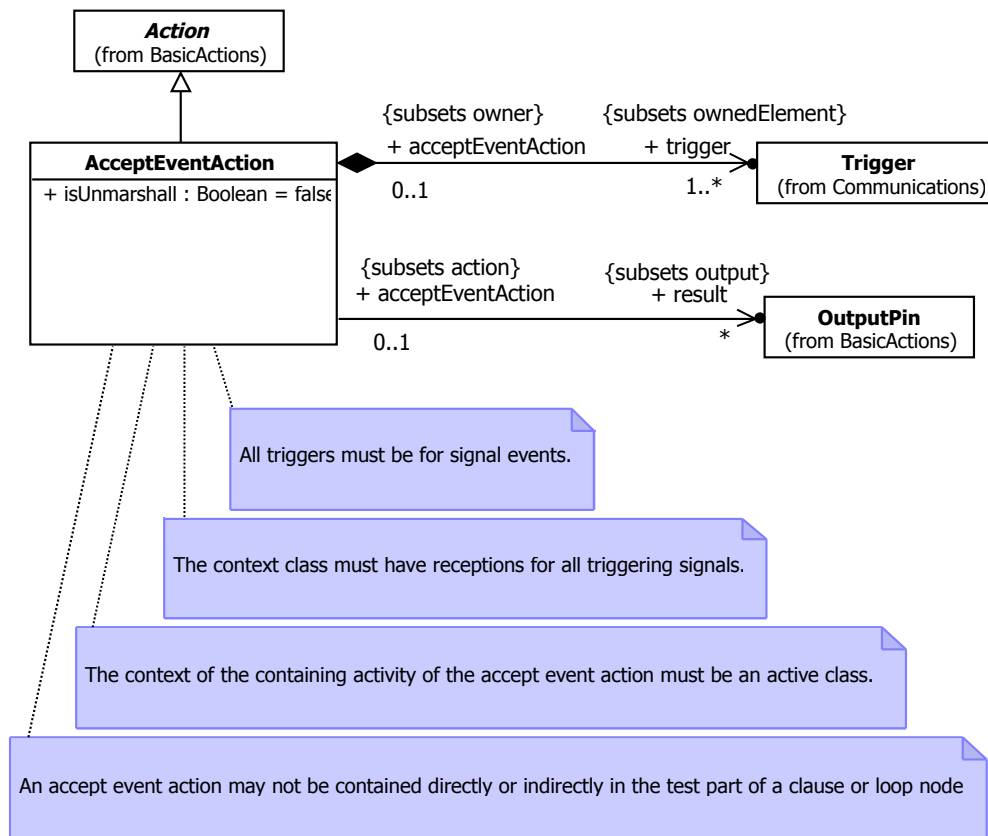 Action
(from BasicActions)
{subsets owner}
{subsets ownedElement}
+ acceptEventAction
+ trigger
AcceptEventAction
Trigger
+ isUnmarshall : Boolean = false
0..1
1..*
(from Communications)
{subsets action}
{subsets output}
+ acceptEventAction
+ result
OutputPin
0..1
*
(from BasicActions)
All triggers must be for signal events.
The context class must have receptions for all triggering signals.
The context of the containing activity of the accept event action must be an active class.
An accept event action may not be contained directly or indirectly in the test part of a clause or loop node